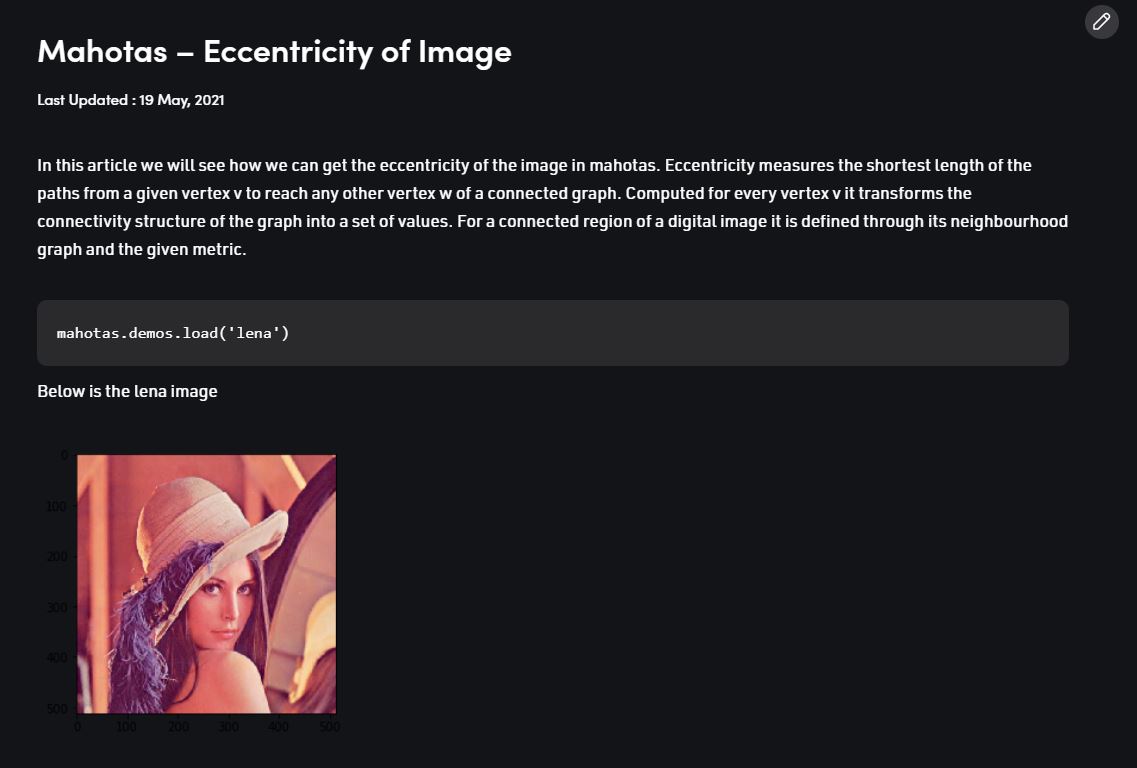 Mahotas – Eccentricity of Image
Last Updated : 19 May, 2021
In this article we will see how we can get the eccentricity of the image in mahotas. Eccentricity measures the shortest length of the
paths from a given vertex v to reach any other vertex w of a connected graph. Computed for every vertex v it transforms the
connectivity structure of the graph into a set of values. For a connected region of a digital image it is defined through its neighbourhood
graph and the given metric.
mahotas.demos.load('lena')
Below is the lena image
0
100
200
300
400
500
0 100 200 300 400 500